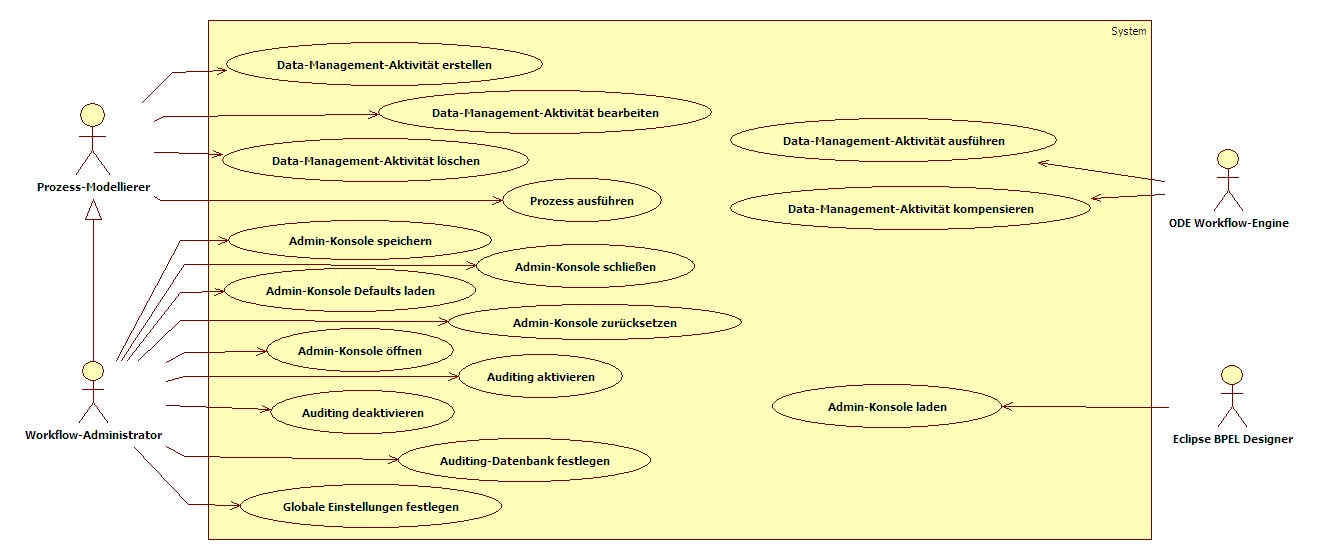 System
Data-Management-Aktivität erstellen
Data-Management-Aktivität bearbeiten
Data-Management-Aktivität ausführen
Data-Management-Aktivität löschen
Prozess-Modellierer
Prozess ausführen
Data-Management-Aktivität kompensieren
ODE Workflow-Engine
Admin-Konsole speichern
Admin-Konsole schließen
Admin-Konsole Defaults laden
Admin-Konsole zurücksetzen
Admin-Konsole öffnen
Auditing aktivieren
Admin-Konsole laden
Auditing deaktivieren
Workflow-Administrator
Eclipse BPEL Designer
Auditing-Datenbank festlegen
Globale Einstellungen festlegen